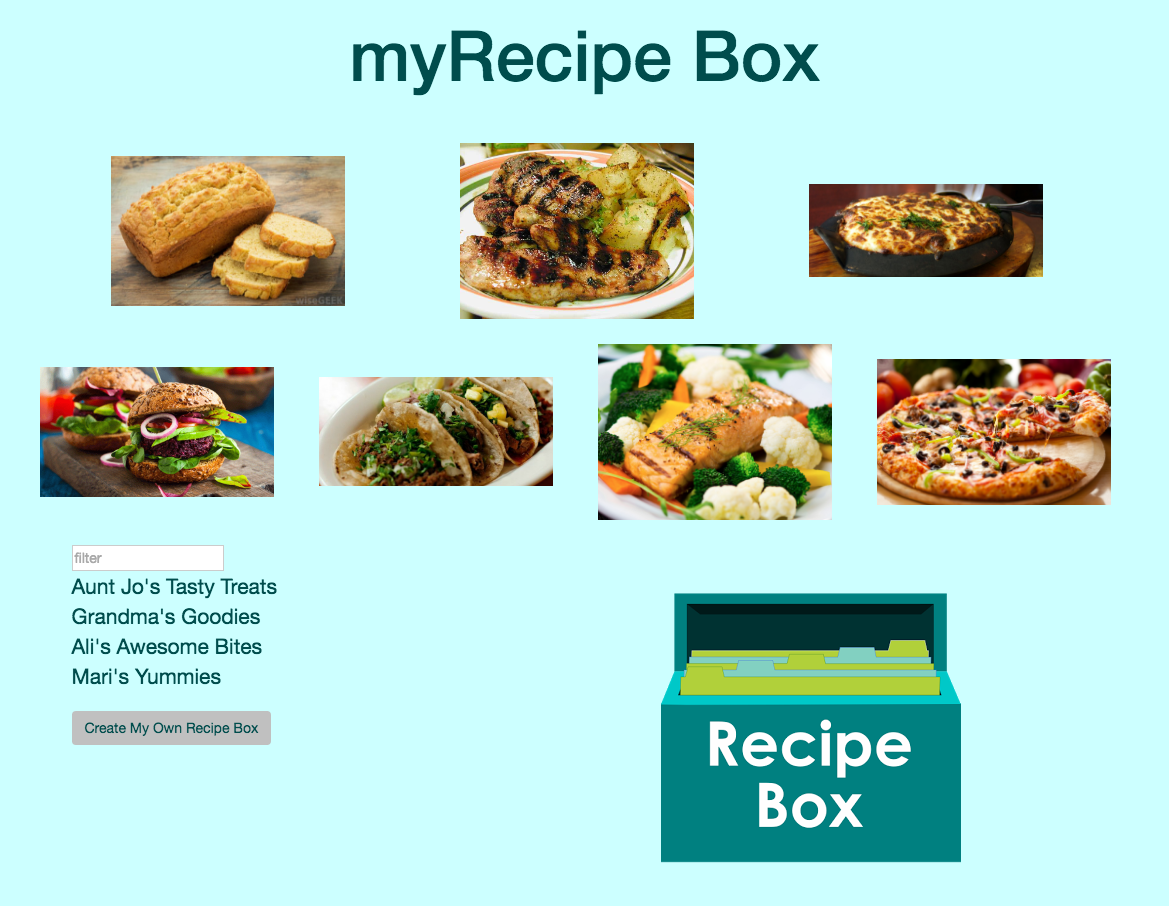 myRecipe Box
wiseGEEK
filter
Aunt Jo's Tasty Treats
Grandma's Goodies
Ali's Awesome Bites
Mari's Yummies
Create My Own Recipe Box
Recipe
Box